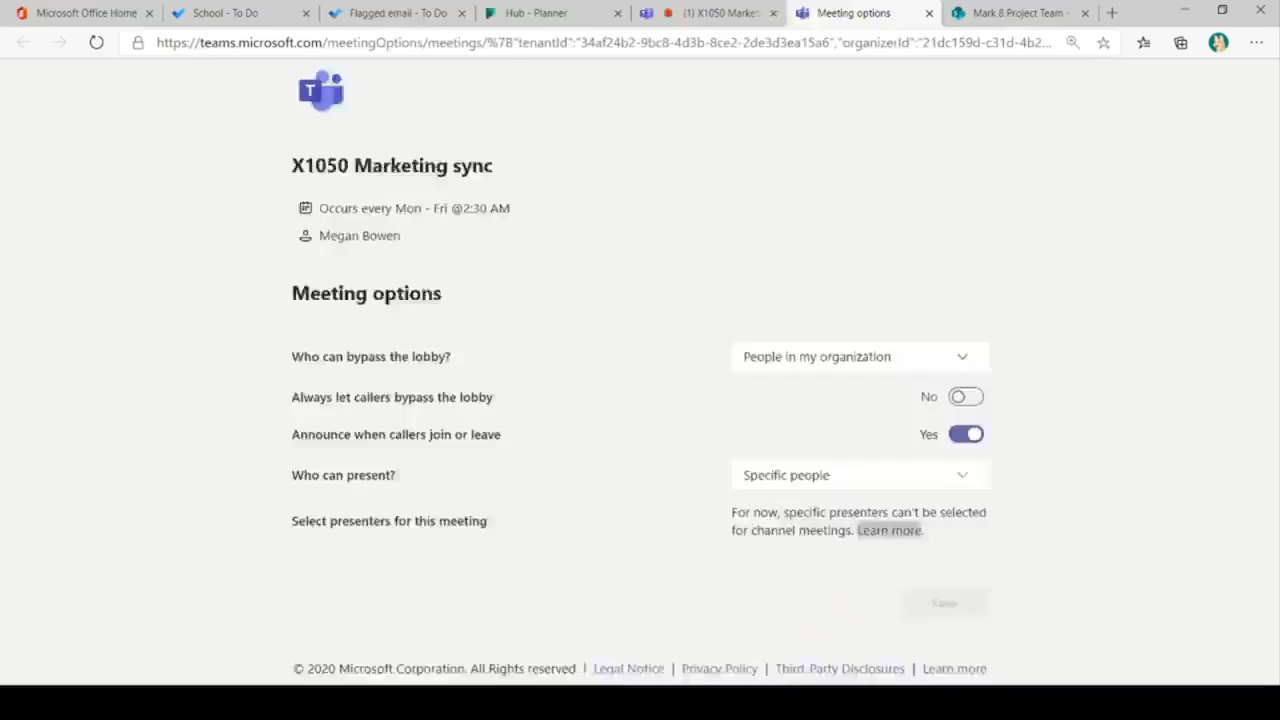 Microsoft Office Home
School - To Do
Flagged email - To Do
Hub - Planner
(1) X1050 Marke
Meeting options
Mark 8 Project Team -
https://teams.microsoft.com/meetingOptions/meetings/%7B"tenantId":"34af24b2-9bc8-4d3b-8ce2-2de3d3ea15a6","organizerId":"21dc159d-c31d-4b2...
T
X1050 Marketing sync
Occurs every Mon - Fri @2:30 AM
Megan Bowen
Meeting options
Who can bypass the lobby?
People in my organization
Always let callers bypass the lobby
No
Announce when callers join or leave
Yes
Who can present?
Specific people
Select presenters for this meeting
For now, specific presenters can't be selected
for channel meetings. Learn more.
Save
© 2020 Microsoft Corporation. All Rights reserved | Legal Notice | Privacy Policy | Third Party Disclosures | Learn more